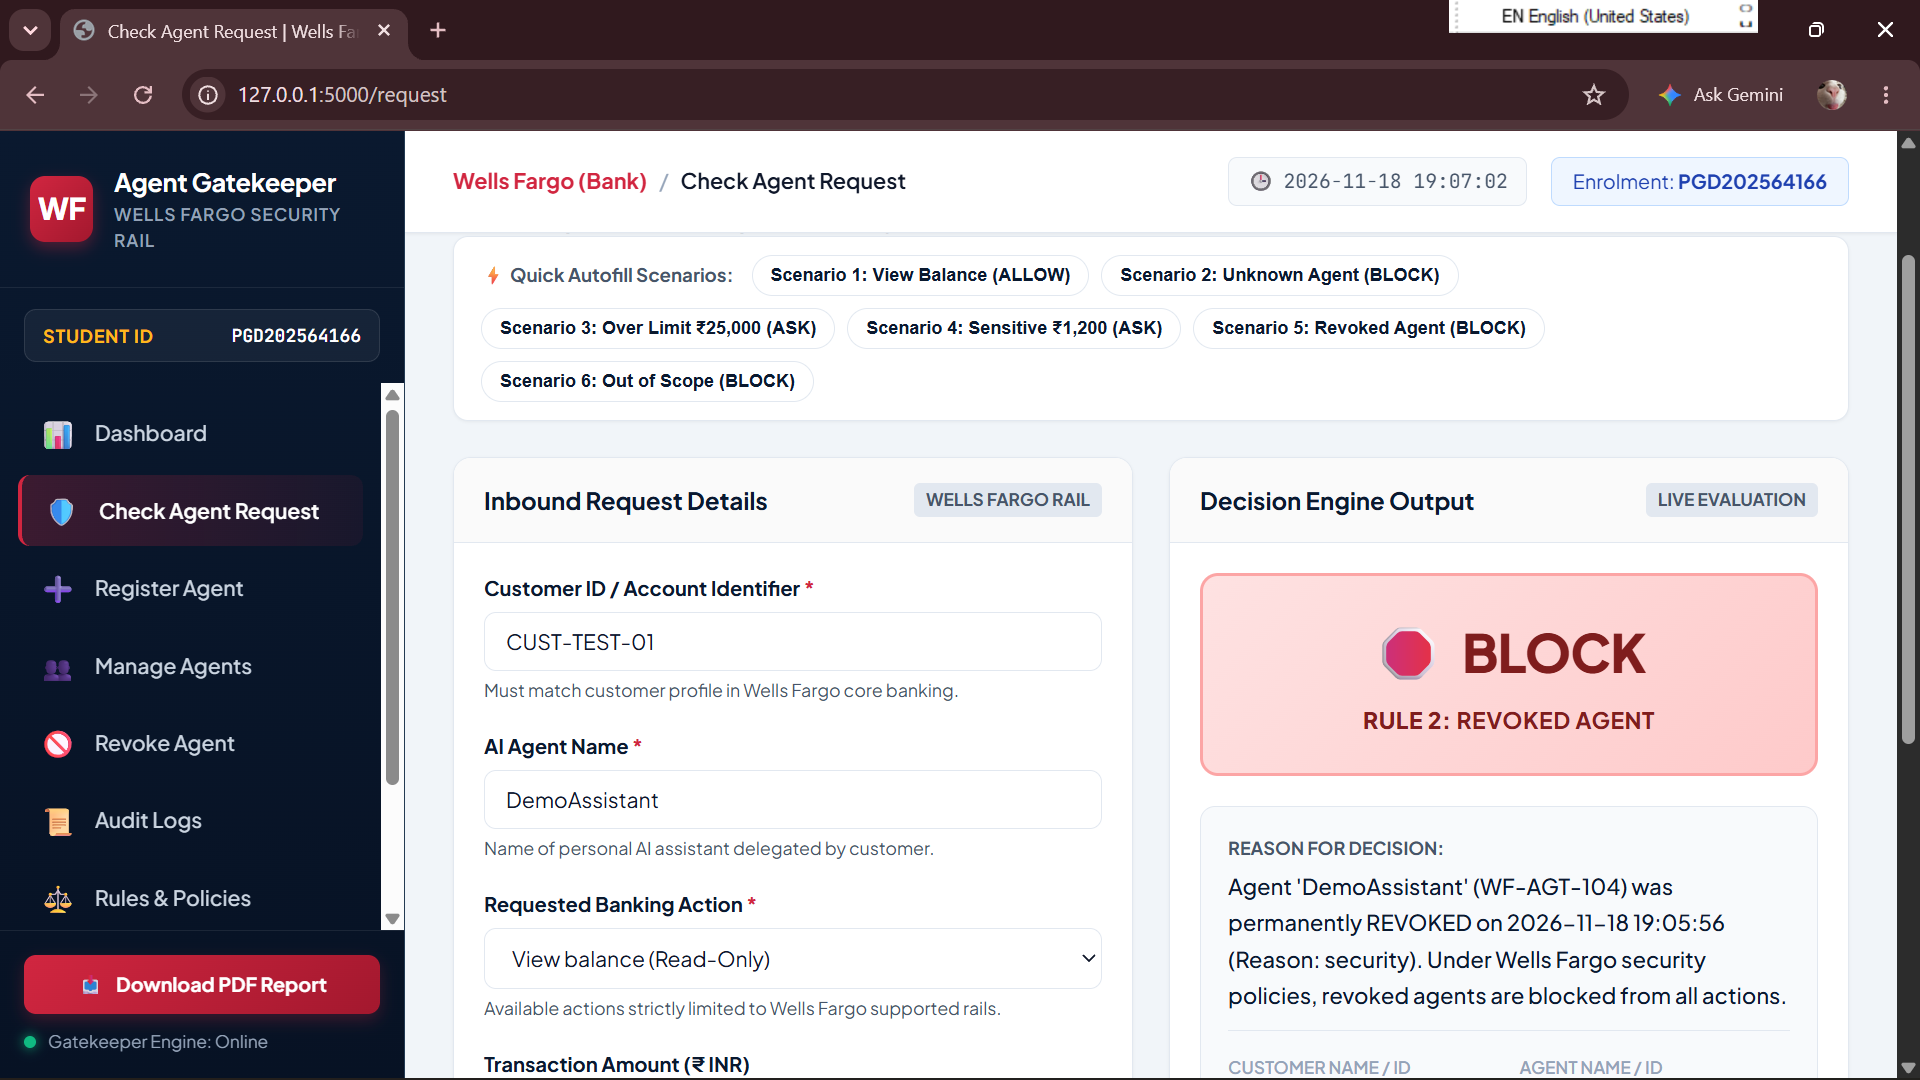 Check Agent Request | Wells Fa
EN English (United States)
127.0.0.1:5000/request
Ask Gemini
WF
Agent Gatekeeper
WELLS FARGO SECURITY
RAIL
STUDENT ID PGD202564166
Dashboard
Check Agent Request
Register Agent
Manage Agents
Revoke Agent
Audit Logs
Rules & Policies
Download PDF Report
Gatekeeper Engine: Online
Wells Fargo (Bank) / Check Agent Request
2026-11-18 19:07:02
Enrolment: PGD202564166
Quick Autofill Scenarios:
Scenario 1: View Balance (ALLOW)
Scenario 2: Unknown Agent (BLOCK)
Scenario 3: Over Limit ₹25,000 (ASK)
Scenario 4: Sensitive ₹1,200 (ASK)
Scenario 5: Revoked Agent (BLOCK)
Scenario 6: Out of Scope (BLOCK)
Inbound Request Details
WELLS FARGO RAIL
Customer ID / Account Identifier *
CUST-TEST-01
Must match customer profile in Wells Fargo core banking.
AI Agent Name *
DemoAssistant
Name of personal AI assistant delegated by customer.
Requested Banking Action *
View balance (Read-Only)
Available actions strictly limited to Wells Fargo supported rails.
Transaction Amount (₹ INR)
Decision Engine Output
LIVE EVALUATION
BLOCK
RULE 2: REVOKED AGENT
REASON FOR DECISION:
Agent 'DemoAssistant' (WF-AGT-104) was
permanently REVOKED on 2026-11-18 19:05:56
(Reason: security). Under Wells Fargo security
policies, revoked agents are blocked from all actions.
CUSTOMER NAME / ID
AGENT NAME / ID